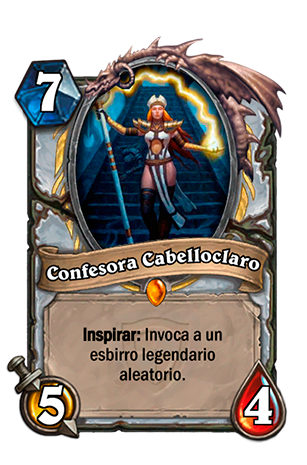 7
Confesora Cabelloclaro
Inspirar: Invoca a un
esbirro legendario
aleatorio.
5
4